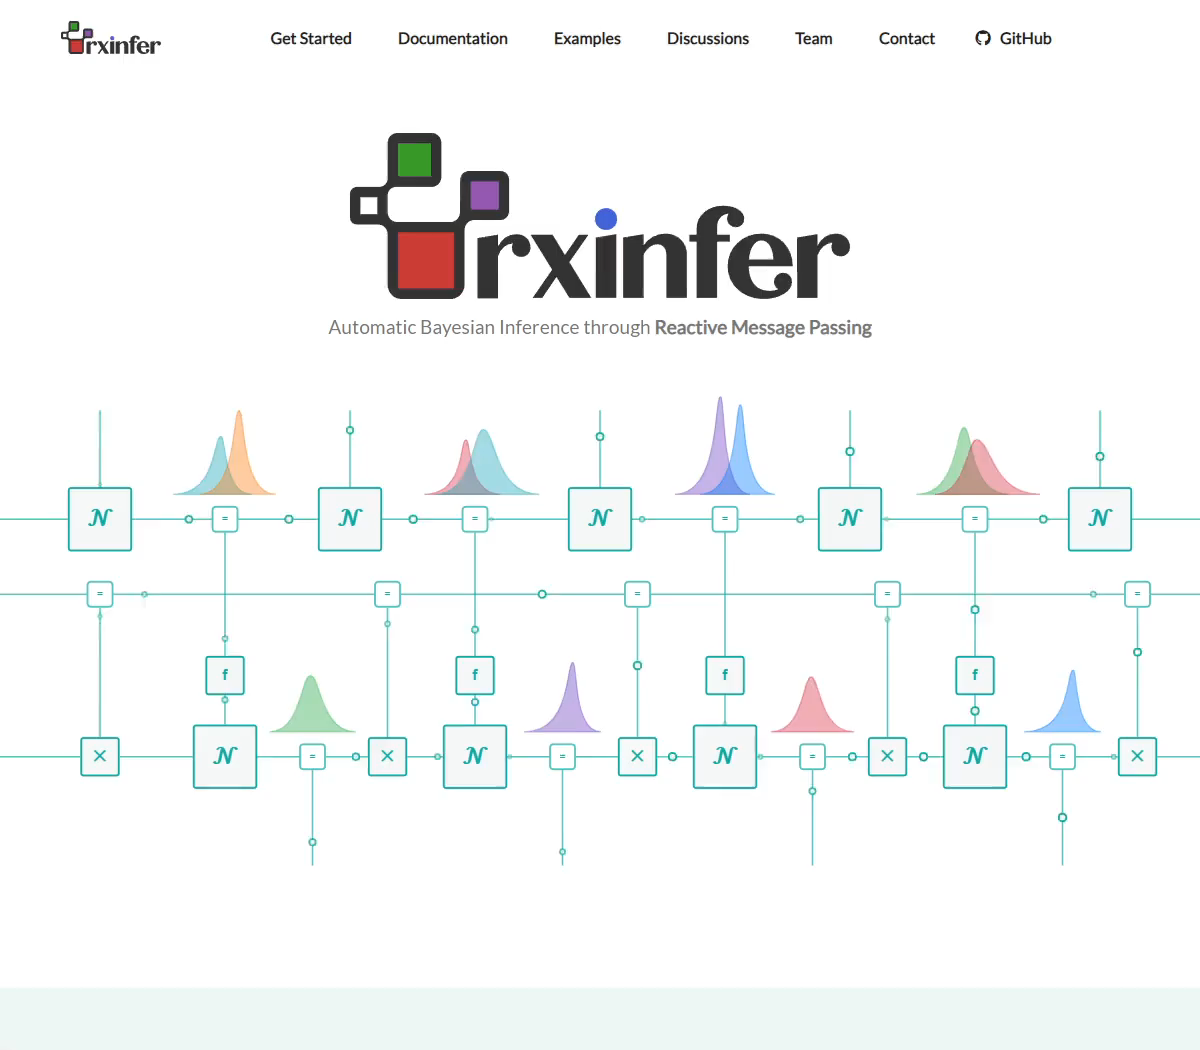 rxinfer
Get Started
Documentation
Examples
Discussions
Team
Contact
GitHub
rxinfer
Automatic Bayesian Inference through Reactive Message Passing
𝒩 𝒩 𝒩 𝒩 𝒩
= = = =
= = = = =
f f f f
× 𝒩 = × 𝒩 = × 𝒩 = × 𝒩 = ×